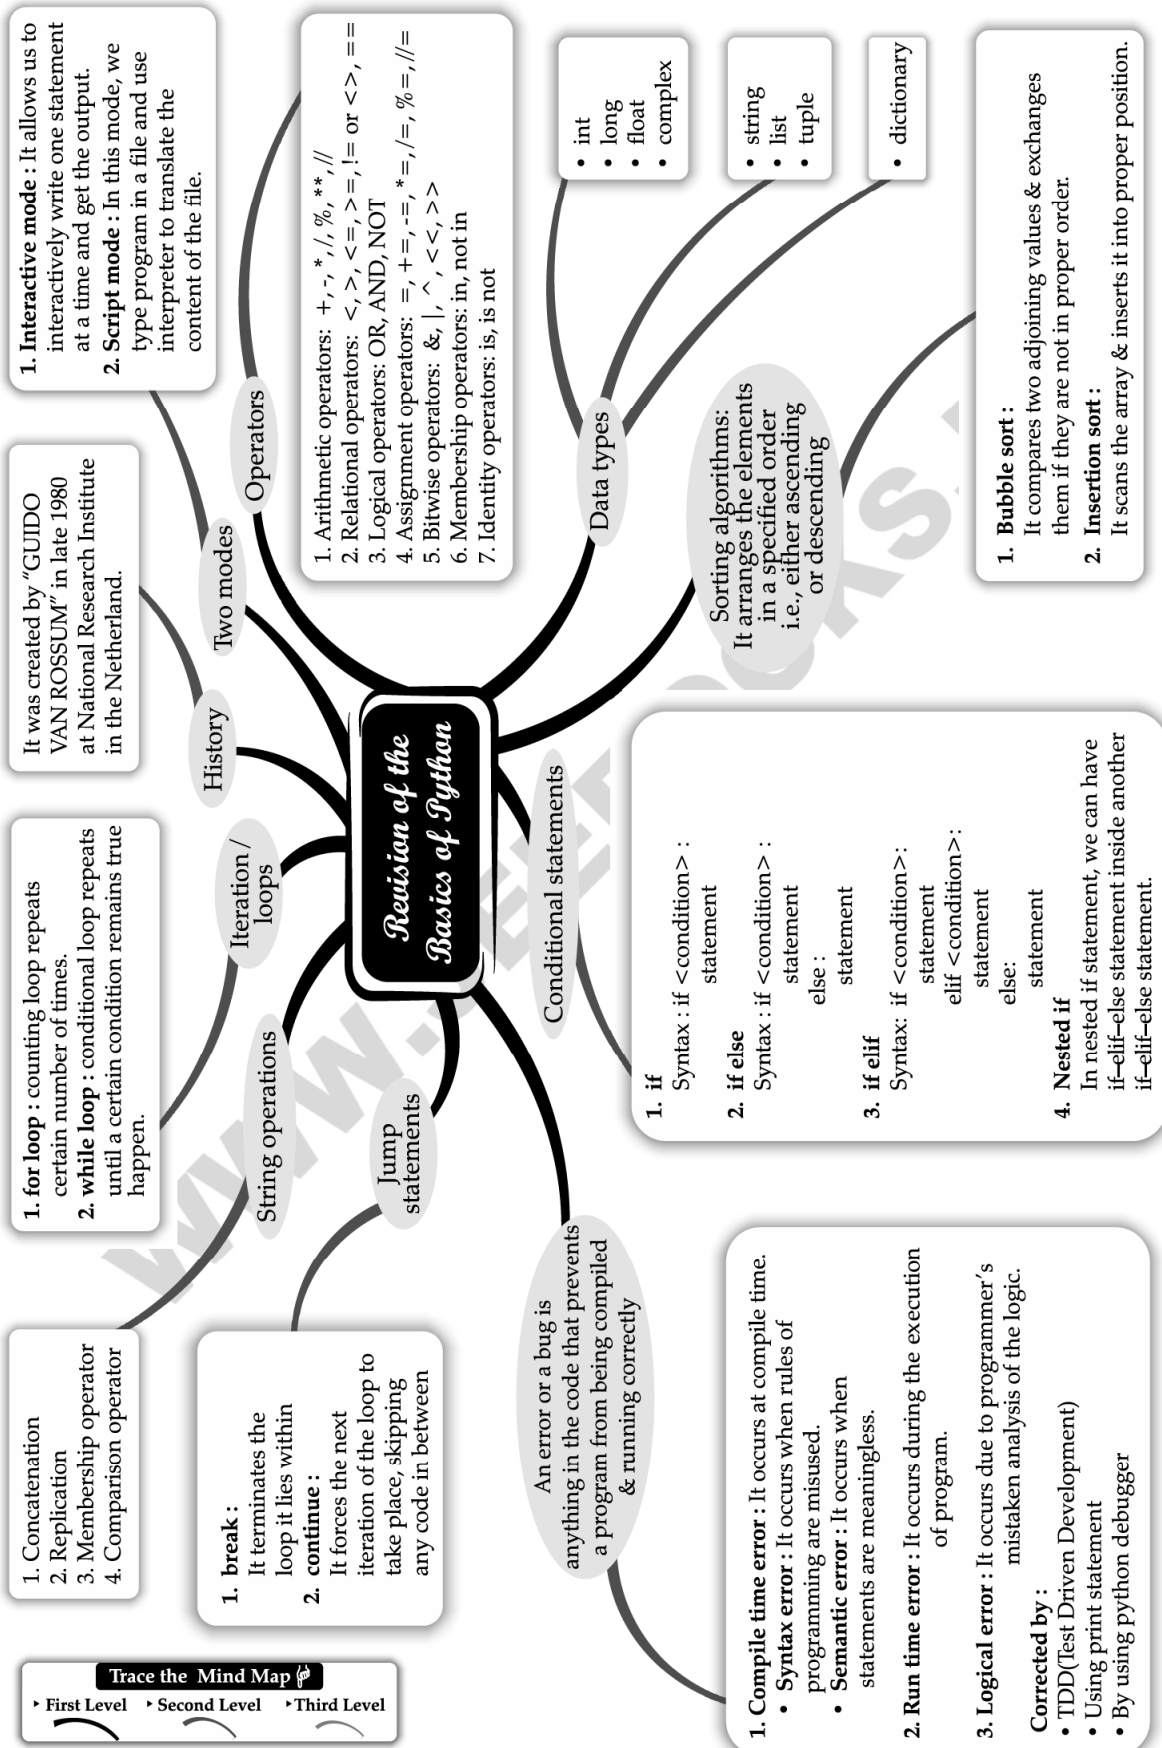 Revision of the
Basics of Python
Operators
1. Arithmetic operators: +, -, *, /, %, **, //
2. Relational operators: <, >, <=, >=, != or <>, ==
3. Logical operators: OR, AND, NOT
4. Assignment operators: =, +=, -=, *=, /=, %=, //=
5. Bitwise operators: &, |, ^, <<, >>
6. Membership operators: in, not in
7. Identity operators: is, is not
Data types
• int
• long
• float
• complex
• string
• list
• tuple
• dictionary
Sorting algorithms:
It arranges the elements
in a specified order
i.e., either ascending
or descending
1. Bubble sort :
It compares two adjoining values & exchanges
them if they are not in proper order.
2. Insertion sort :
It scans the array & inserts it into proper position.
Conditional statements
1. if
Syntax : if <condition> :
statement
2. if else
Syntax : if <condition> :
statement
else :
statement
3. if elif
Syntax: if <condition>:
statement
elif <condition>:
statement
else:
statement
4. Nested if
In nested if statement, we can have
if–elif–else statement inside another
if–elif–else statement.
An error or a bug is
anything in the code that prevents
a program from being compiled
& running correctly
1. Compile time error : It occurs at compile time.
• Syntax error : It occurs when rules of
programming are misused.
• Semantic error : It occurs when
statements are meaningless.
2. Run time error : It occurs during the execution
of program.
3. Logical error : It occurs due to programmer's
mistaken analysis of the logic.
Corrected by :
• TDD(Test Driven Development)
• Using print statement
• By using python debugger
Jump
statements
1. break :
It terminates the
loop it lies within
2. continue :
It forces the next
iteration of the loop to
take place, skipping
any code in between
String operations
1. Concatenation
2. Replication
3. Membership operator
4. Comparison operator
Iteration /
loops
1. for loop : counting loop repeats
certain number of times.
2. while loop : conditional loop repeats
until a certain condition remains true
happen.
History
It was created by "GUIDO
VAN ROSSUM" in late 1980
at National Research Institute
in the Netherland.
Two modes
1. Interactive mode : It allows us to
interactively write one statement
at a time and get the output.
2. Script mode : In this mode, we
type program in a file and use
interpreter to translate the
content of the file.
Trace the Mind Map
‣ First Level ‣ Second Level ‣ Third Level